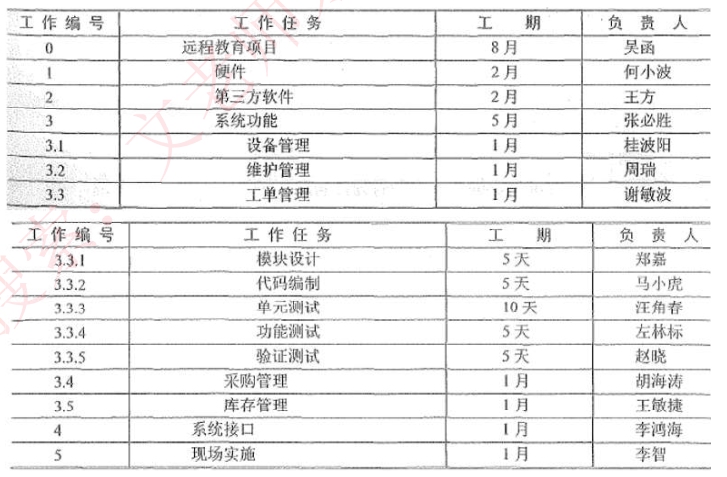 工作编号 工作任务 工期 负责人
0 远程教育项目 8月 吴函
1 硬件 2月 何小波
2 第三方软件 2月 王方
3 系统功能 5月 张必胜
3.1 设备管理 1月 桂波阳
3.2 维护管理 1月 周瑞
3.3 工单管理 1月 谢敏波
工作编号 工作任务 工期 负责人
3.3.1 模块设计 5天 郑嘉
3.3.2 代码编制 5天 马小虎
3.3.3 单元测试 10天 汪角春
3.3.4 功能测试 5天 左林标
3.3.5 验证测试 5天 赵晓
3.4 采购管理 1月 胡海涛
3.5 库存管理 1月 王敏捷
4 系统接口 1月 李鸿海
5 现场实施 1月 李智
搜索：文老师